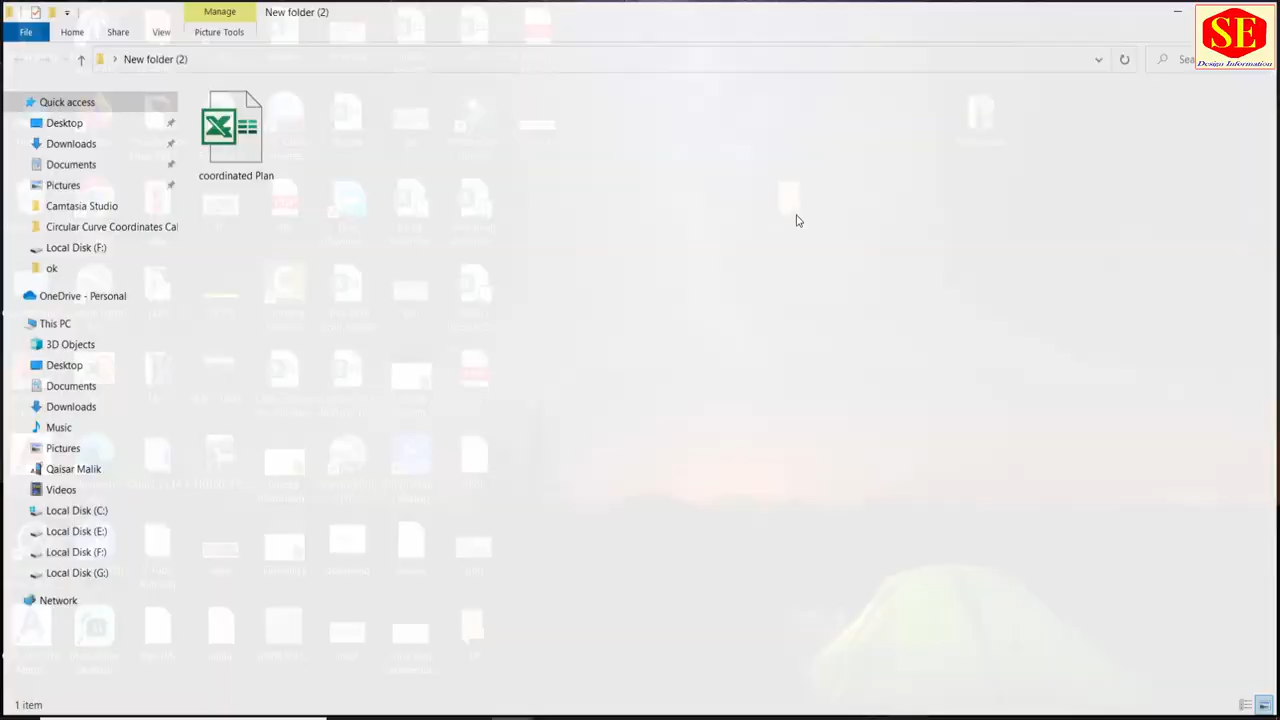 Manage
New folder (2)
File
Home
Share
View
Picture Tools
New folder (2)
SE
Design Information
Quick access
Desktop
Downloads
Documents
Pictures
Camtasia Studio
Circular Curve Coordinates Cal
Local Disk (F:)
ok
OneDrive - Personal
This PC
3D Objects
Desktop
Documents
Downloads
Music
Pictures
Qaisar Malik
Videos
Local Disk (C:)
Local Disk (E:)
Local Disk (F:)
Local Disk (G:)
Network
coordinated Plan
1 item